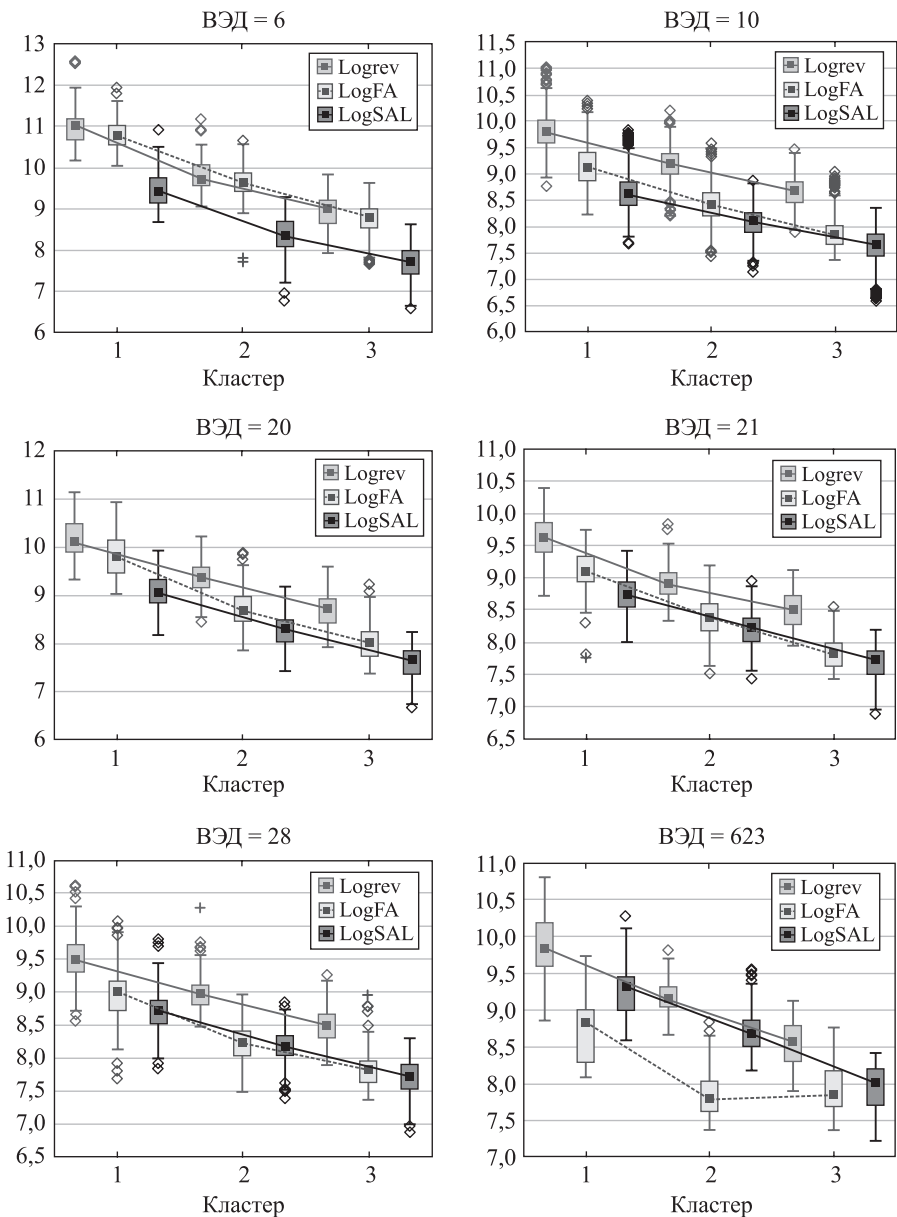 ВЭД = 6
13
12
11
10
9
8
7
6
Logrev
LogFA
LogSAL
1 2 3
Кластер
ВЭД = 10
11,5
11,0
10,5
10,0
9,5
9,0
8,5
8,0
7,5
7,0
6,5
6,0
Logrev
LogFA
LogSAL
1 2 3
Кластер
ВЭД = 20
12
11
10
9
8
7
6
Logrev
LogFA
LogSAL
1 2 3
Кластер
ВЭД = 21
11,0
10,5
10,0
9,5
9,0
8,5
8,0
7,5
7,0
6,5
Logrev
LogFA
LogSAL
1 2 3
Кластер
ВЭД = 28
11,0
10,5
10,0
9,5
9,0
8,5
8,0
7,5
7,0
6,5
Logrev
LogFA
LogSAL
1 2 3
Кластер
ВЭД = 623
11,0
10,5
10,0
9,5
9,0
8,5
8,0
7,5
7,0
Logrev
LogFA
LogSAL
1 2 3
Кластер